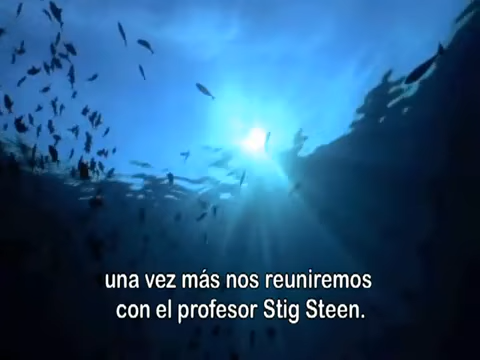 una vez más nos reuniremos
con el profesor Stig Steen.